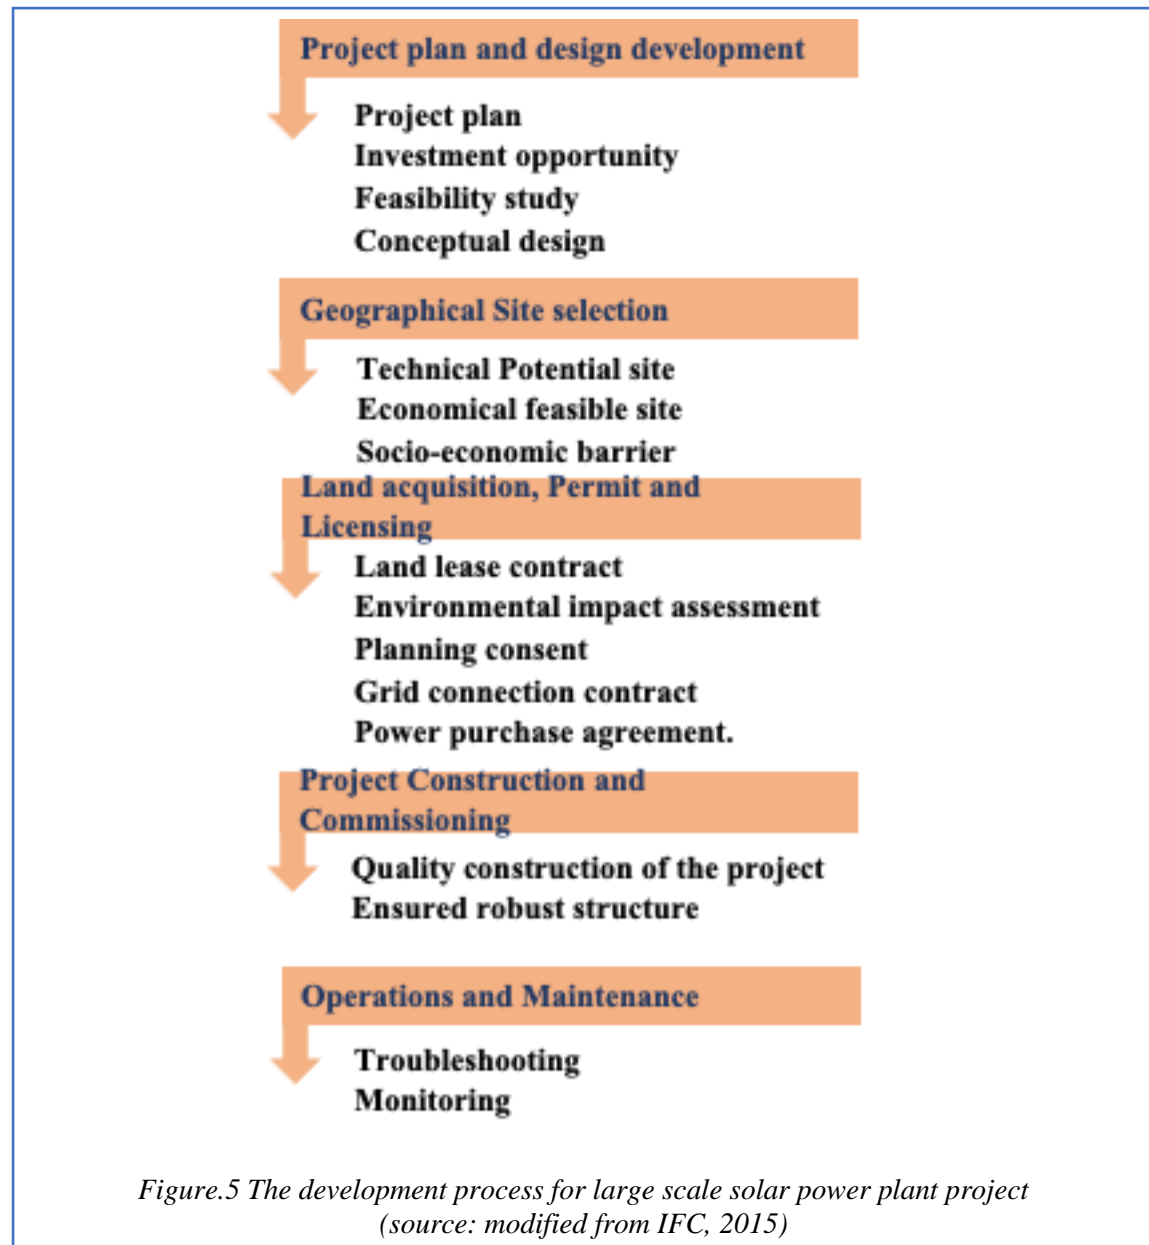 Project plan and design development
Project plan
Investment opportunity
Feasibility study
Conceptual design
Geographical Site selection
Technical Potential site
Economical feasible site
Socio-economic barrier
Land acquisition, Permit and
Licensing
Land lease contract
Environmental impact assessment
Planning consent
Grid connection contract
Power purchase agreement.
Project Construction and
Commissioning
Quality construction of the project
Ensured robust structure
Operations and Maintenance
Troubleshooting
Monitoring
Figure.5 The development process for large scale solar power plant project
(source: modified from IFC, 2015)